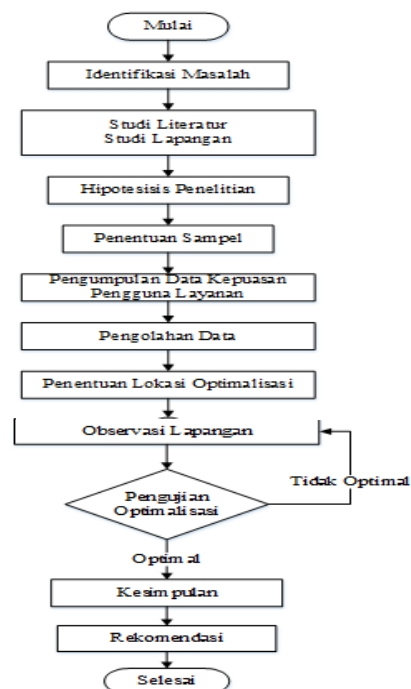 Mulai
Identifikasi Masalah
Studi Literatur
Studi Lapangan
Hipotesisis Penelitian
Penentuan Sampel
Pengumpulan Data Kepuasan
Pengguna Layanan
Pengolahan Data
Penentuan Lokasi Optimalisasi
Observasi Lapangan
Tidak Optimal
Pengujian
Optimalisasi
Optimal
Kesimpulan
Rekomendasi
Selesai